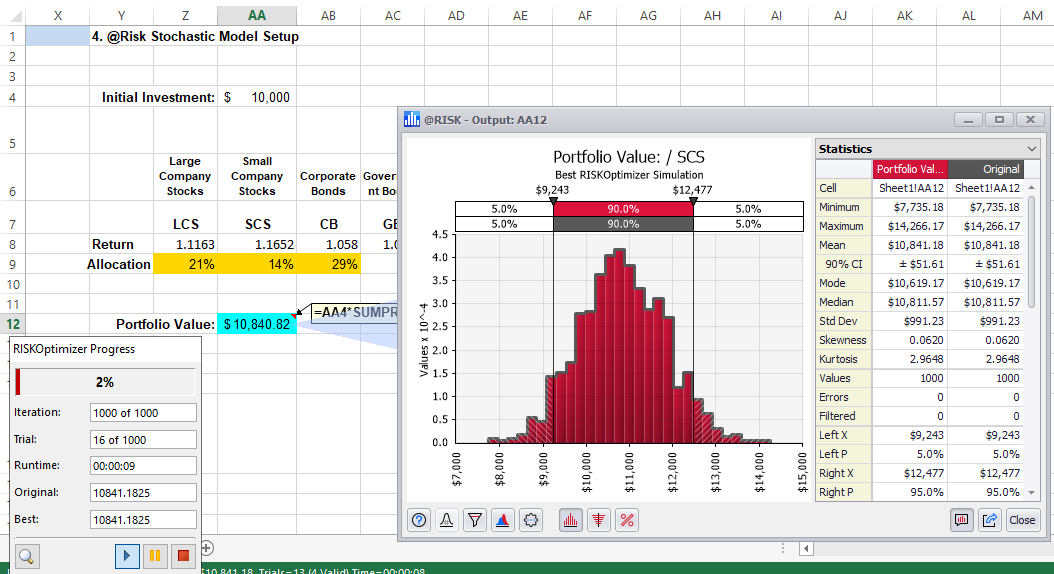 X Y Z AA AB AC AD AE AF AG AH AI AJ AK AL AM
1 4. @Risk Stochastic Model Setup
2
3
4 Initial Investment: $ 10,000
5
6 Large Company Stocks Small Company Stocks Corporate Bonds
7 LCS SCS CB
8 Return 1.1163 1.1652 1.058
9 Allocation 21% 14% 29%
10
11
12 Portfolio Value: $10,840.82 =AA4*SUMPR
RISKOptimizer Progress
2%
Iteration: 1000 of 1000
Trial: 16 of 1000
Runtime: 00:00:09
Original: 10841.1825
Best: 10841.1825
@RISK - Output: AA12
Portfolio Value: / SCS
Best RISKOptimizer Simulation
$9,243 $12,477
5.0% 90.0% 5.0%
5.0% 90.0% 5.0%
Values x 10^-4
4.5
4.0
3.5
3.0
2.5
2.0
1.5
1.0
0.5
0.0
$7,000 $8,000 $9,000 $10,000 $11,000 $12,000 $13,000 $14,000 $15,000
Statistics
Portfolio Val... Original
Cell Sheet1!AA12 Sheet1!AA12
Minimum $7,735.18 $7,735.18
Maximum $14,266.17 $14,266.17
Mean $10,841.18 $10,841.18
90% CI ± $51.61 ± $51.61
Mode $10,619.17 $10,619.17
Median $10,811.57 $10,811.57
Std Dev $991.23 $991.23
Skewness 0.0620 0.0620
Kurtosis 2.9648 2.9648
Values 1000 1000
Errors 0 0
Filtered 0 0
Left X $9,243 $9,243
Left P 5.0% 5.0%
Right X $12,477 $12,477
Right P 95.0% 95.0%
Close
$10,841.18 Trials=13 (4 Valid) Time=00:00:08